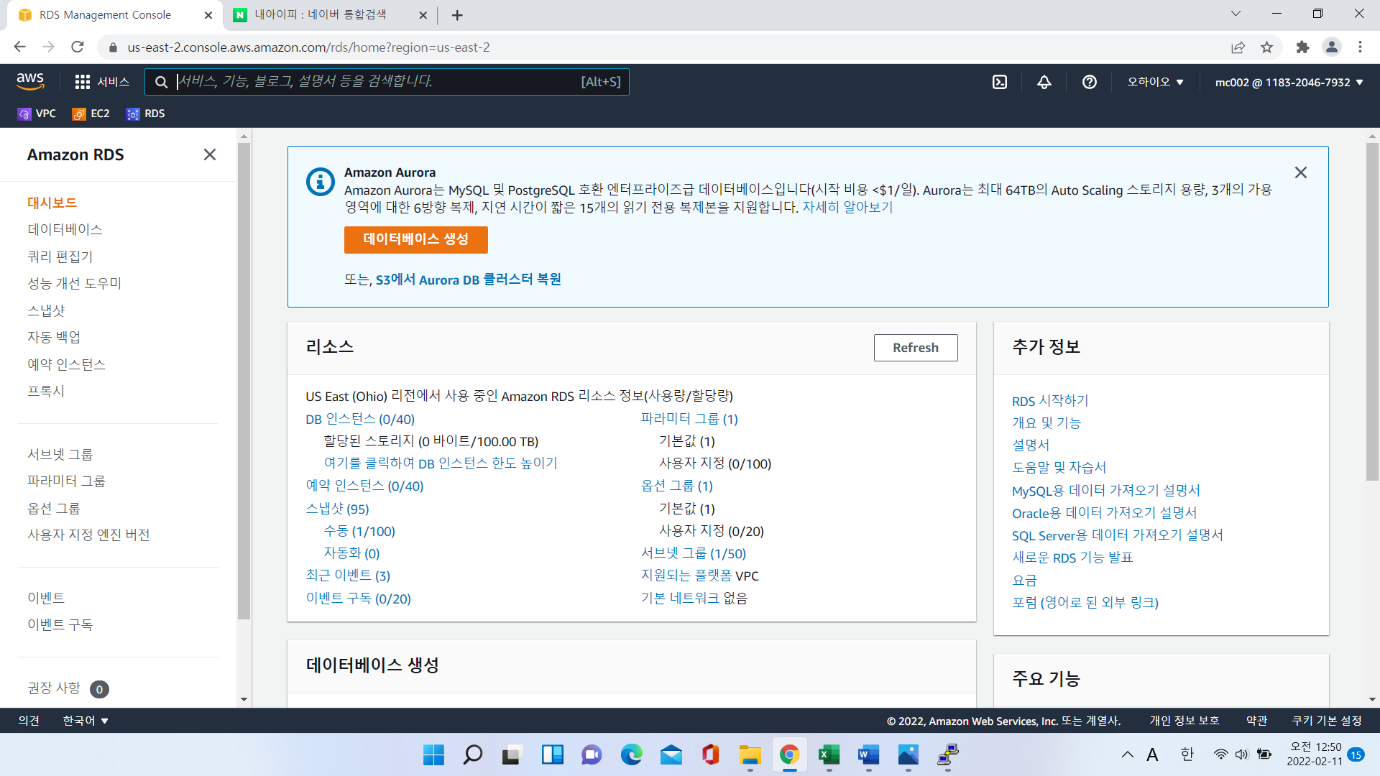 RDS Management Console
내아이피 : 네이버 통합검색
us-east-2.console.aws.amazon.com/rds/home?region=us-east-2
aws
서비스
서비스, 기능, 블로그, 설명서 등을 검색합니다.
[Alt+S]
오하이오
mc002 @ 1183-2046-7932
VPC
EC2
RDS
Amazon RDS
대시보드
데이터베이스
쿼리 편집기
성능 개선 도우미
스냅샷
자동 백업
예약 인스턴스
프록시
서브넷 그룹
파라미터 그룹
옵션 그룹
사용자 지정 엔진 버전
이벤트
이벤트 구독
권장 사항 0
Amazon Aurora
Amazon Aurora는 MySQL 및 PostgreSQL 호환 엔터프라이즈급 데이터베이스입니다(시작 비용 <$1/일). Aurora는 최대 64TB의 Auto Scaling 스토리지 용량, 3개의 가용
영역에 대한 6방향 복제, 지연 시간이 짧은 15개의 읽기 전용 복제본을 지원합니다. 자세히 알아보기
데이터베이스 생성
또는, S3에서 Aurora DB 클러스터 복원
리소스
Refresh
US East (Ohio) 리전에서 사용 중인 Amazon RDS 리소스 정보(사용량/할당량)
DB 인스턴스 (0/40)
할당된 스토리지 (0 바이트/100.00 TB)
여기를 클릭하여 DB 인스턴스 한도 높이기
예약 인스턴스 (0/40)
스냅샷 (95)
수동 (1/100)
자동화 (0)
최근 이벤트 (3)
이벤트 구독 (0/20)
파라미터 그룹 (1)
기본값 (1)
사용자 지정 (0/100)
옵션 그룹 (1)
기본값 (1)
사용자 지정 (0/20)
서브넷 그룹 (1/50)
지원되는 플랫폼 VPC
기본 네트워크 없음
데이터베이스 생성
추가 정보
RDS 시작하기
개요 및 기능
설명서
도움말 및 자습서
MySQL용 데이터 가져오기 설명서
Oracle용 데이터 가져오기 설명서
SQL Server용 데이터 가져오기 설명서
새로운 RDS 기능 발표
요금
포럼 (영어로 된 외부 링크)
주요 기능
의견
한국어
© 2022, Amazon Web Services, Inc. 또는 계열사.
개인 정보 보호
약관
쿠키 기본 설정
A
한
오전 12:50
2022-02-11
15